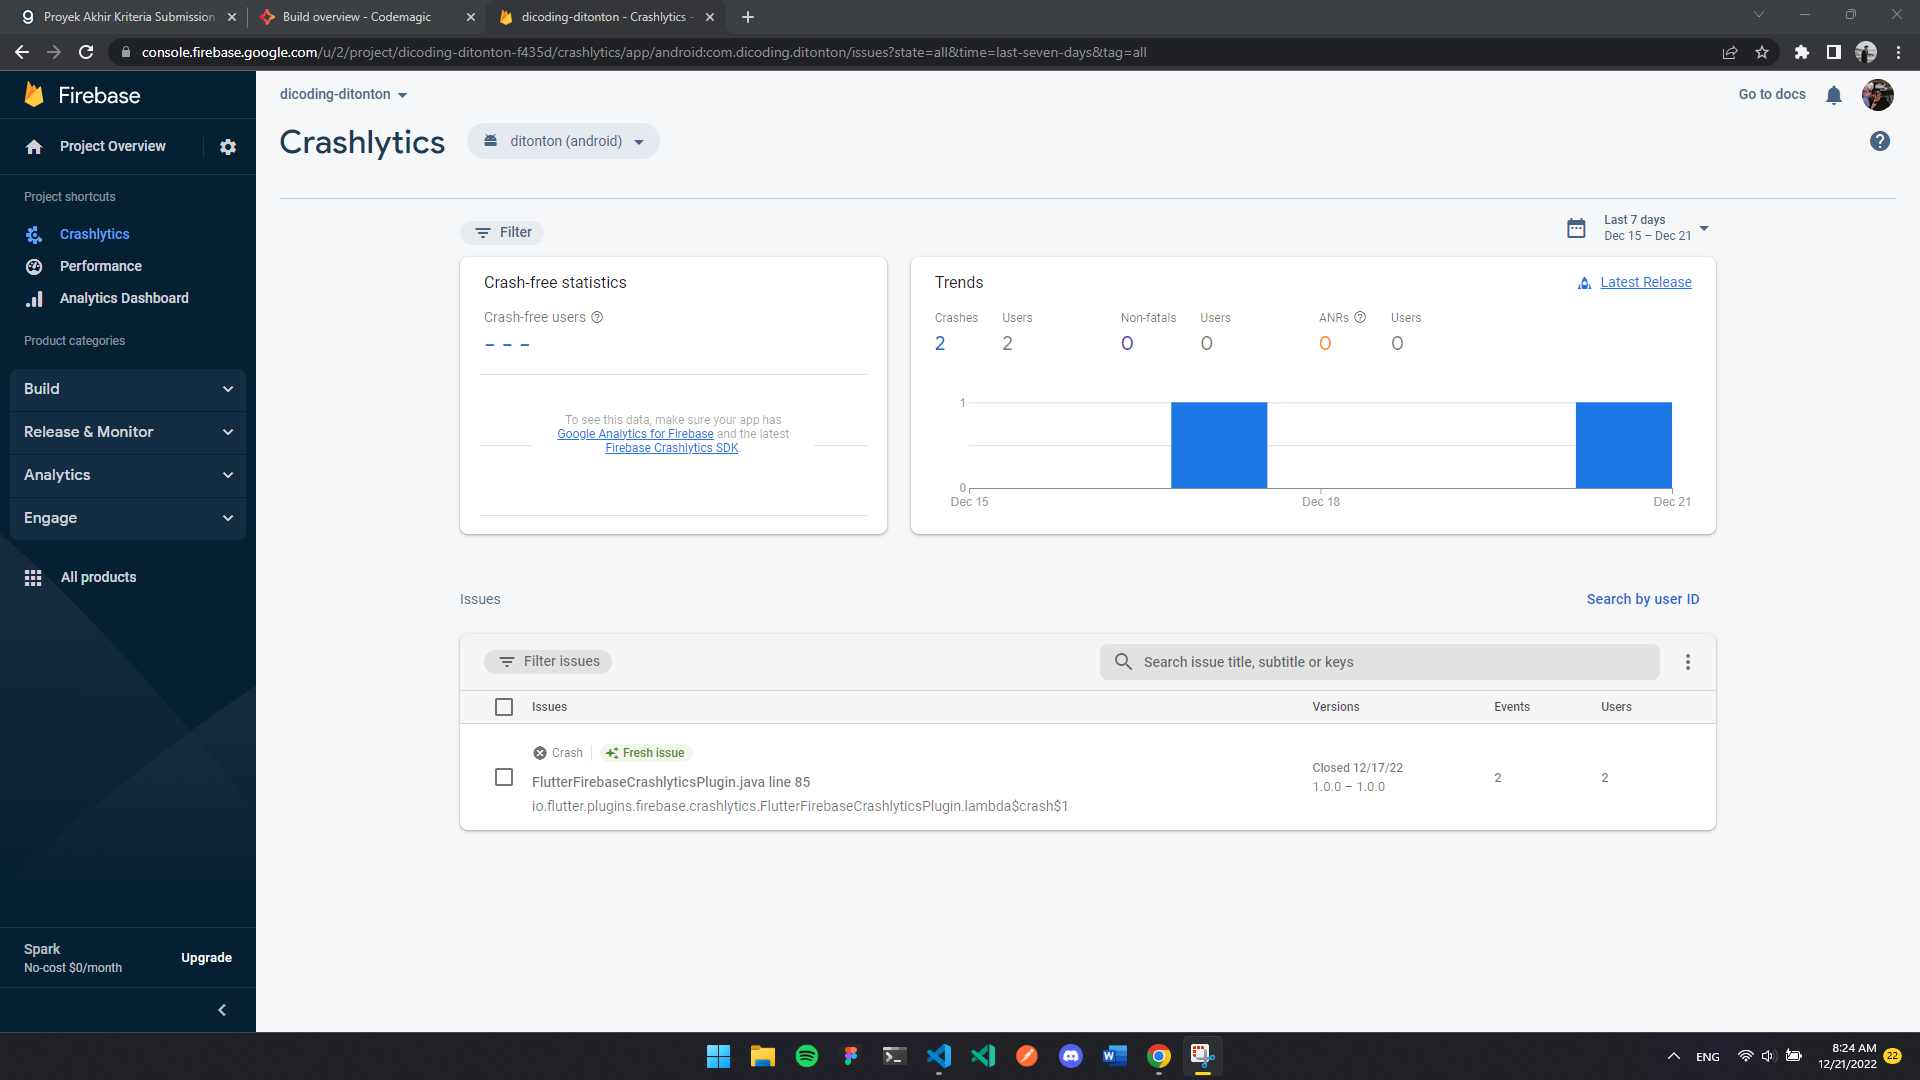 Proyek Akhir Kriteria Submission
Build overview - Codemagic
dicoding-ditonton - Crashlytics -
console.firebase.google.com/u/2/project/dicoding-ditonton-f435d/crashlytics/app/android:com.dicoding.ditonton/issues?state=all&time=last-seven-days&tag=all
Firebase
Project Overview
Project shortcuts
Crashlytics
Performance
Analytics Dashboard
Product categories
Build
Release & Monitor
Analytics
Engage
All products
Spark
No-cost $0/month
Upgrade
dicoding-ditonton
Go to docs
Crashlytics
ditonton (android)
Filter
Last 7 days
Dec 15 – Dec 21
Crash-free statistics
Crash-free users
- - -
To see this data, make sure your app has
Google Analytics for Firebase and the latest
Firebase Crashlytics SDK.
Trends
Latest Release
Crashes Users Non-fatals Users ANRs Users
2 2 0 0 0 0
1
0
Dec 15 Dec 18 Dec 21
Issues
Search by user ID
Filter issues
Search issue title, subtitle or keys
Issues Versions Events Users
Crash Fresh issue
FlutterFirebaseCrashlyticsPlugin.java line 85
io.flutter.plugins.firebase.crashlytics.FlutterFirebaseCrashlyticsPlugin.lambda$crash$1
Closed 12/17/22
1.0.0 – 1.0.0
2
2
ENG
8:24 AM
12/21/2022
22